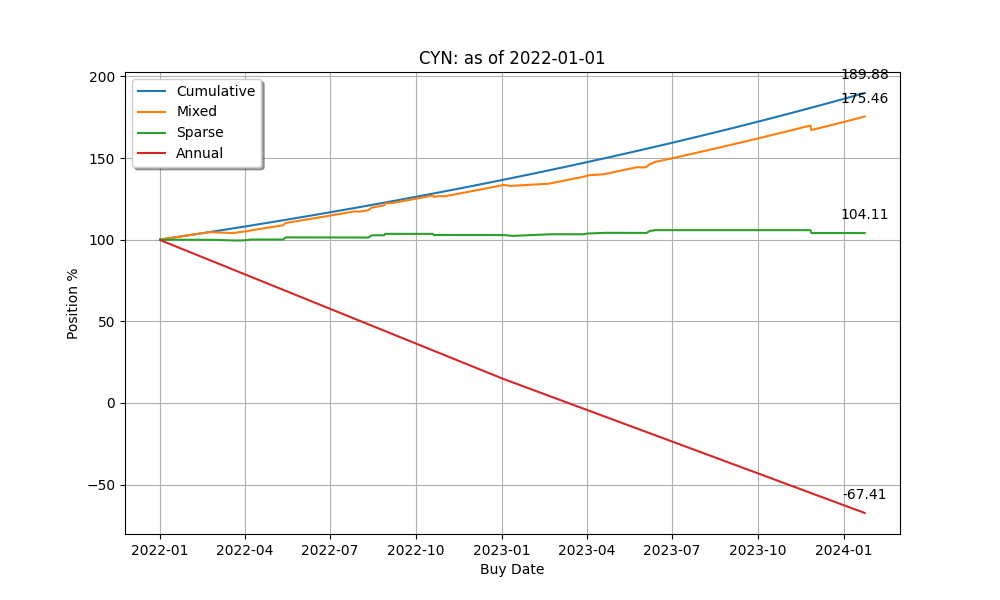 CYN: as of 2022-01-01
Cumulative
Mixed
Sparse
Annual
189.88
175.46
104.11
-67.41
200
150
100
50
0
−50
Position %
2022-01
2022-04
2022-07
2022-10
2023-01
2023-04
2023-07
2023-10
2024-01
Buy Date